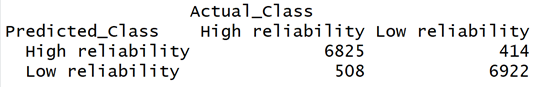 Actual_Class
Predicted_Class High reliability Low reliability
High reliability 6825 414
Low reliability 508 6922